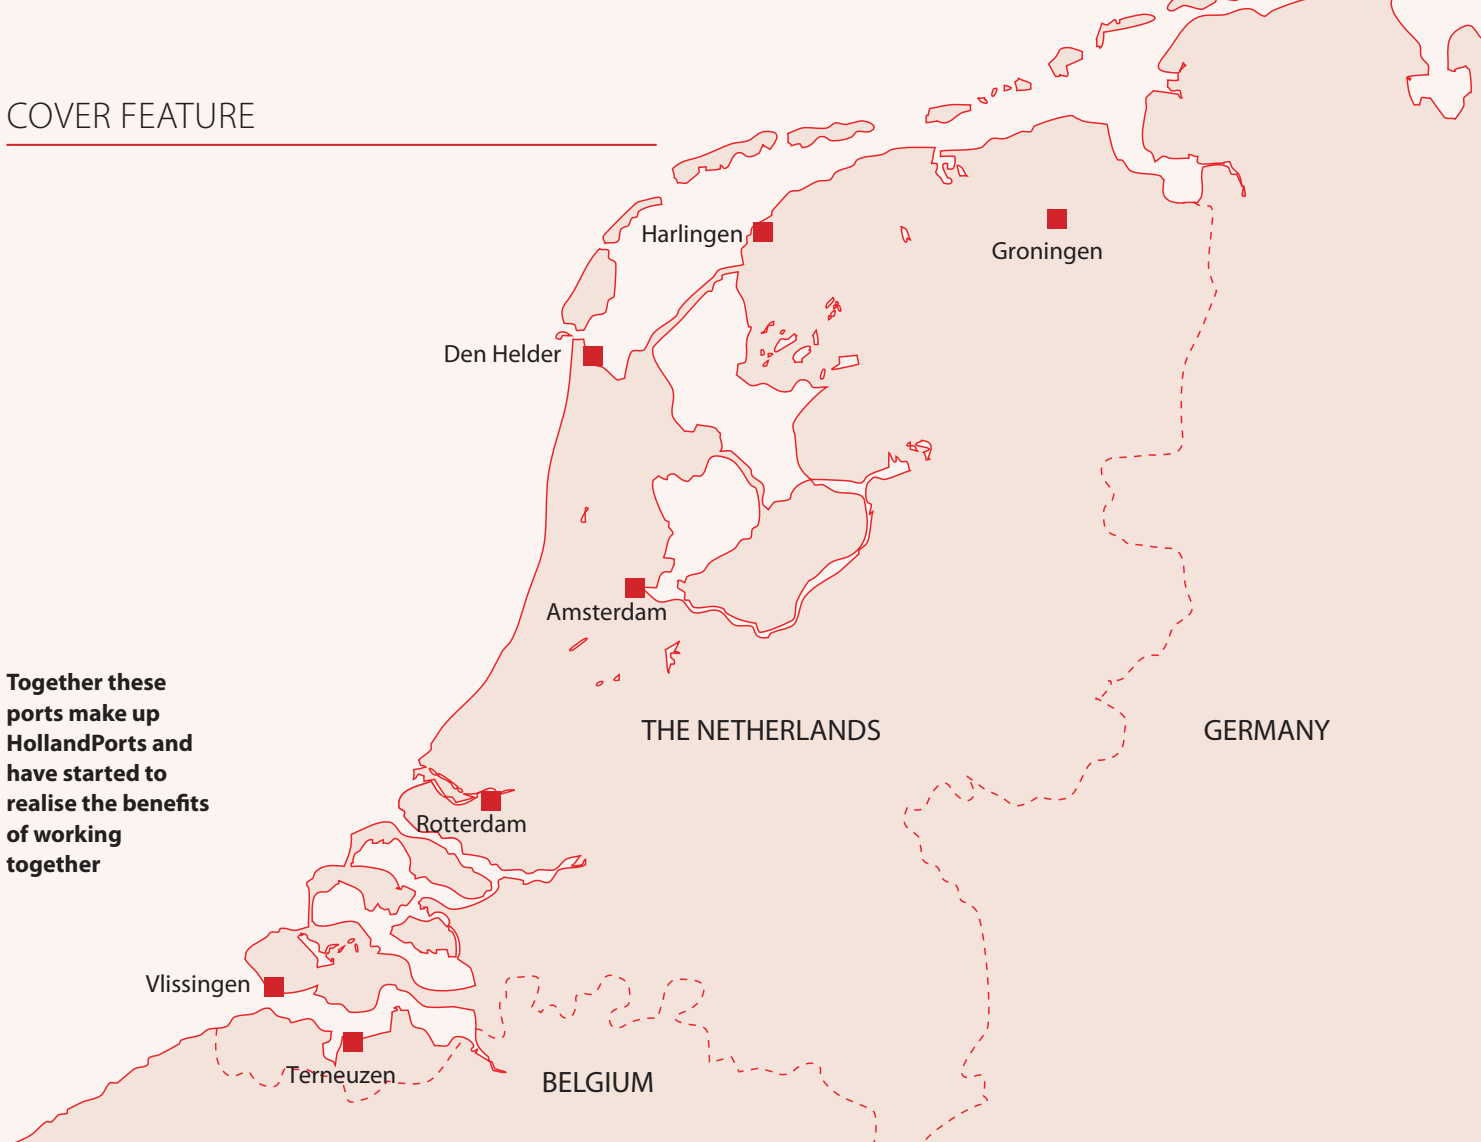 COVER FEATURE
Harlingen
Groningen
Den Helder
Amsterdam
Together these
ports make up
HollandPorts and
have started to
realise the benefits
of working
together
THE NETHERLANDS
GERMANY
Rotterdam
Vlissingen
Terneuzen
BELGIUM